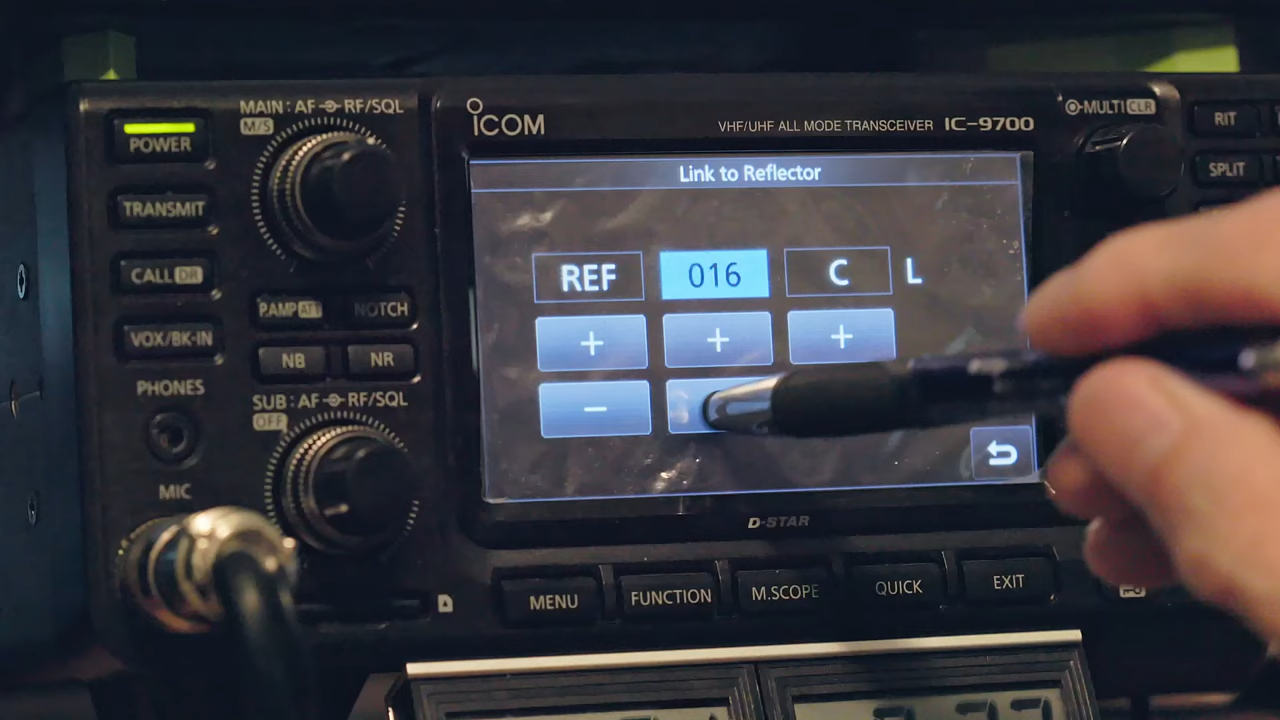 MAIN : AF RF/SQL
M/S
POWER
TRANSMIT
CALL DR
VOX/BK-IN
PHONES
MIC
P.AMP ATT
NOTCH
NB
NR
SUB : AF RF/SQL
OFF
ICOM
VHF/UHF ALL MODE TRANSCEIVER IC-9700
MULTI CLR
RIT
SPLIT
Link to Reflector
REF 016 C L
+ + +
−
D-STAR
MENU
FUNCTION
M.SCOPE
QUICK
EXIT